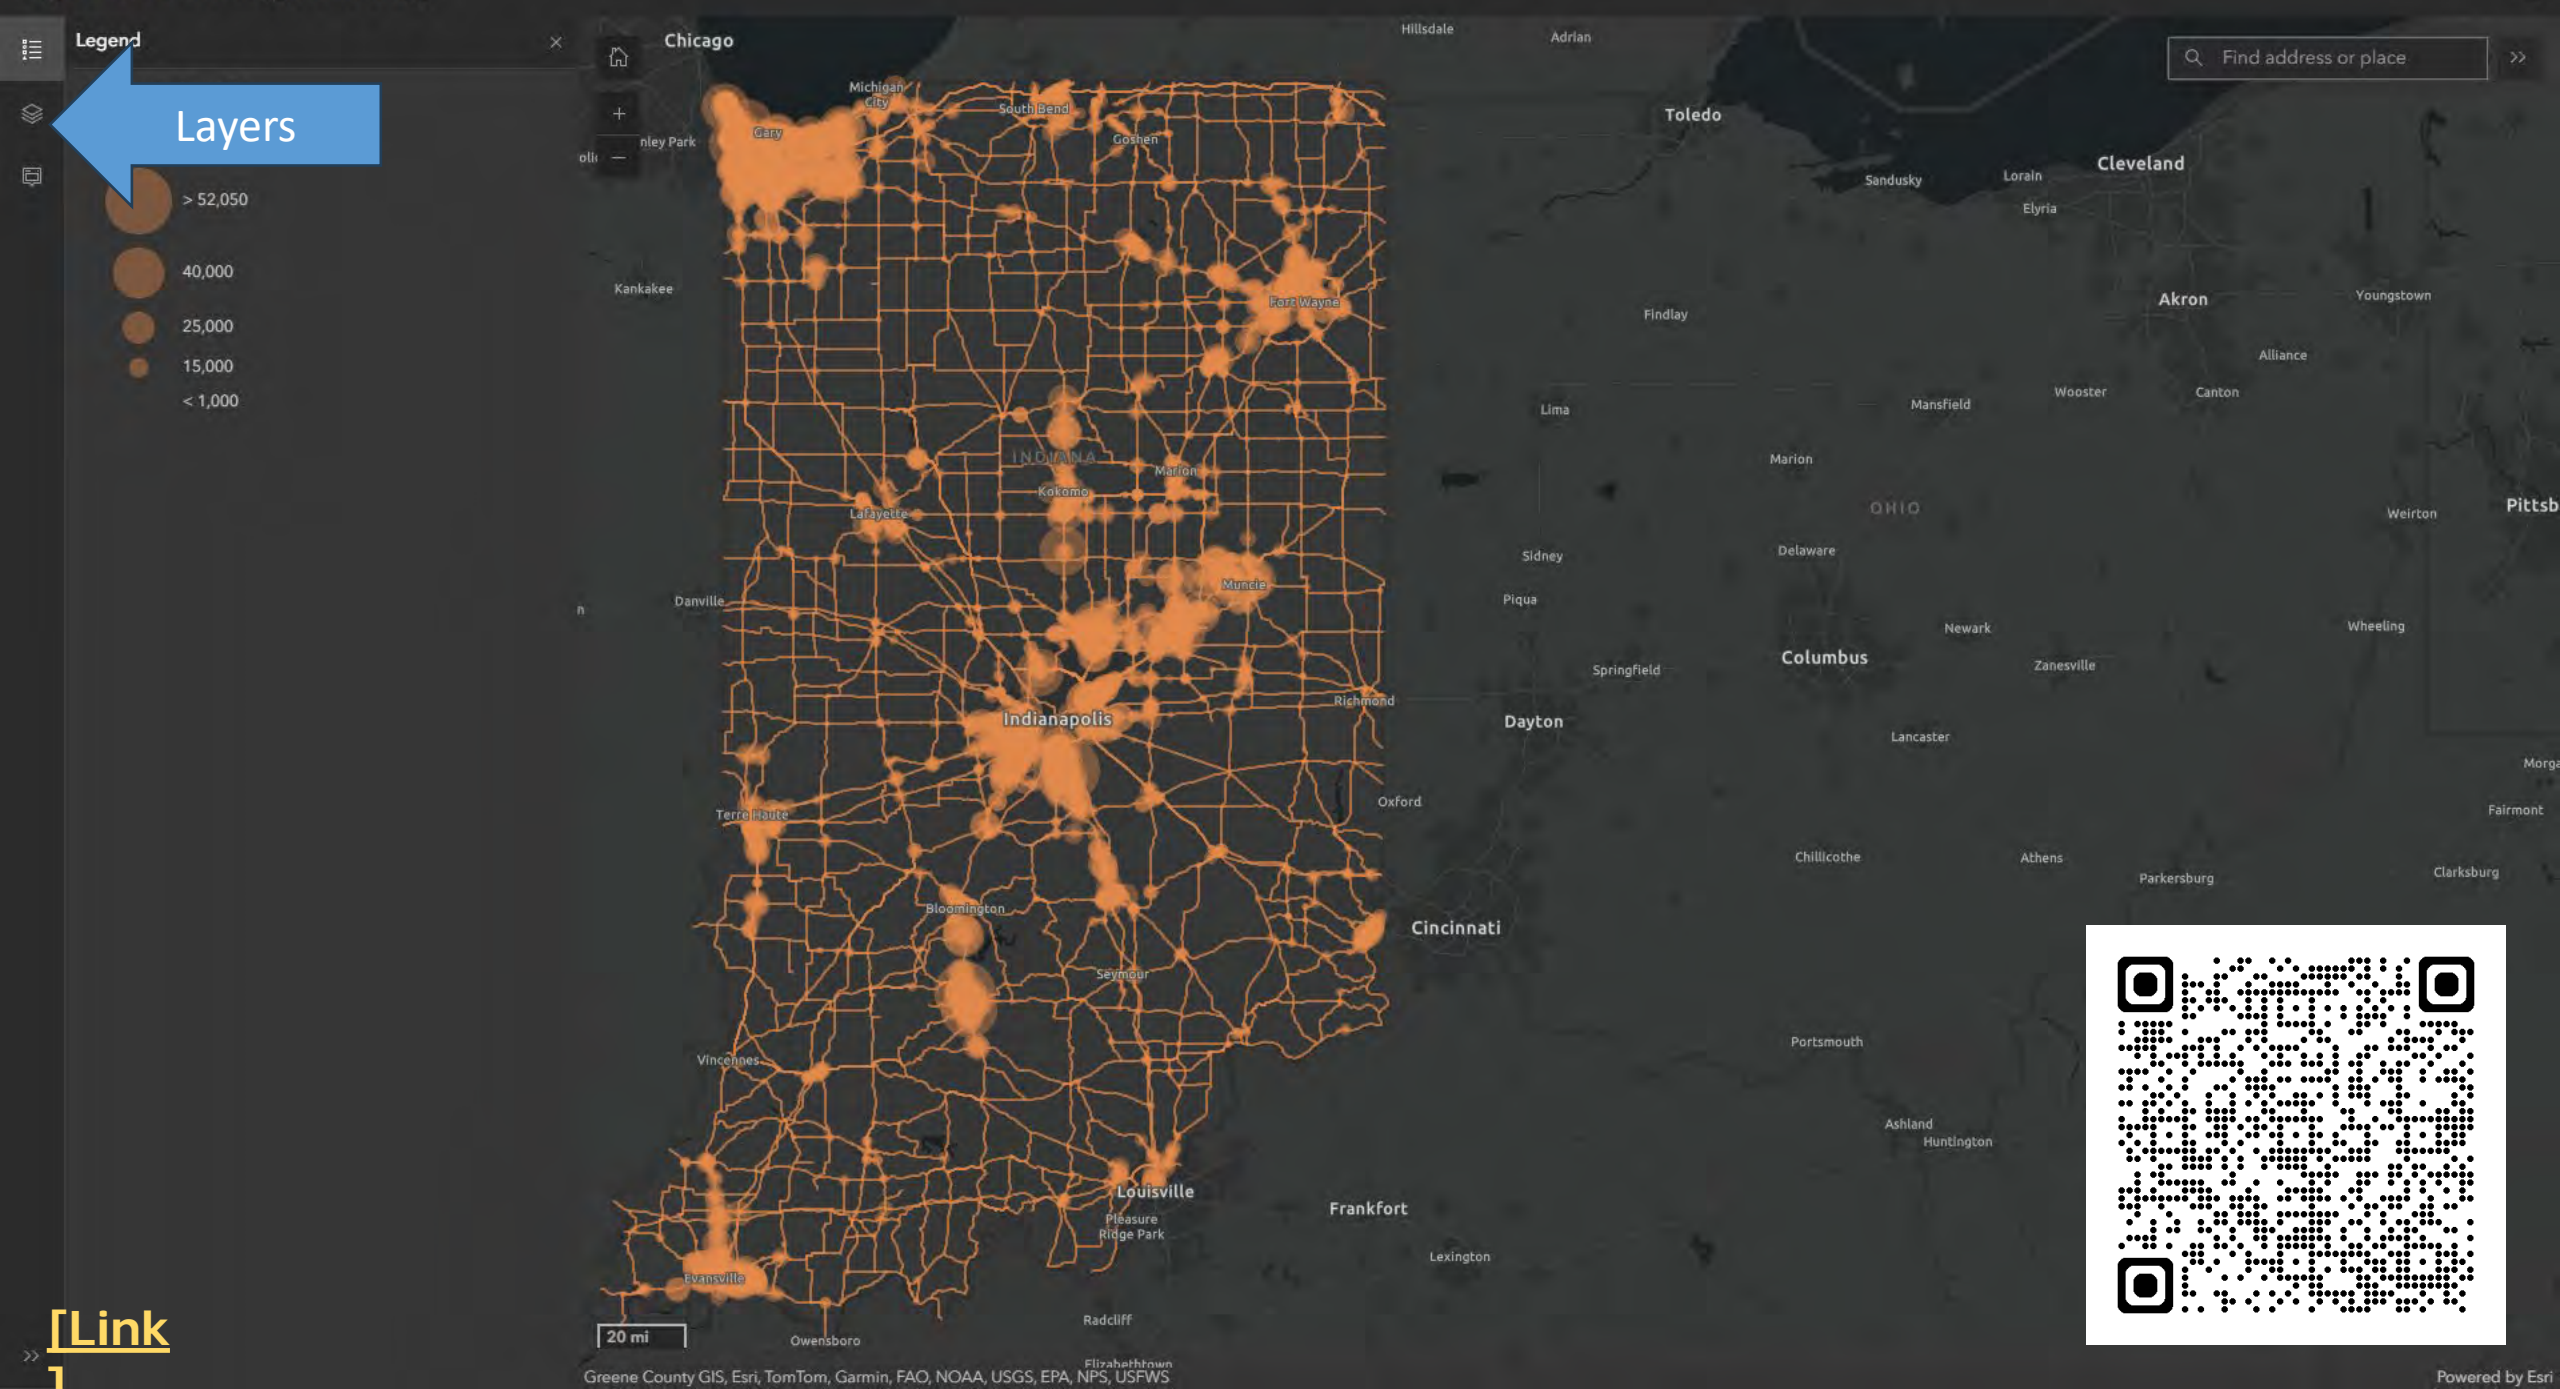 Legend
Layers
> 52,050
40,000
25,000
15,000
< 1,000
[Link
]
Find address or place
Chicago
Hillsdale
Adrian
Michigan
City
South Bend
Gary
nley Park
Goshen
Toledo
Cleveland
Sandusky
Lorain
Elyria
Kankakee
Fort Wayne
Findlay
Akron
Youngstown
Alliance
Lima
Mansfield
Wooster
Canton
INDIANA
Marion
Marion
Kokomo
Lafayette
OHIO
Weirton
Pittsb
Sidney
Delaware
Muncie
Danville
n
Piqua
Newark
Wheeling
Columbus
Springfield
Zanesville
Richmond
Indianapolis
Dayton
Lancaster
Morga
Terre Haute
Oxford
Fairmont
Chillicothe
Athens
Parkersburg
Clarksburg
Bloomington
Cincinnati
Seymour
Vincennes
Portsmouth
Ashland
Huntington
Louisville
Pleasure
Ridge Park
Frankfort
Lexington
Evansville
Radcliff
Owensboro
Elizabethtown
20 mi
Greene County GIS, Esri, TomTom, Garmin, FAO, NOAA, USGS, EPA, NPS, USFWS
Powered by Esri